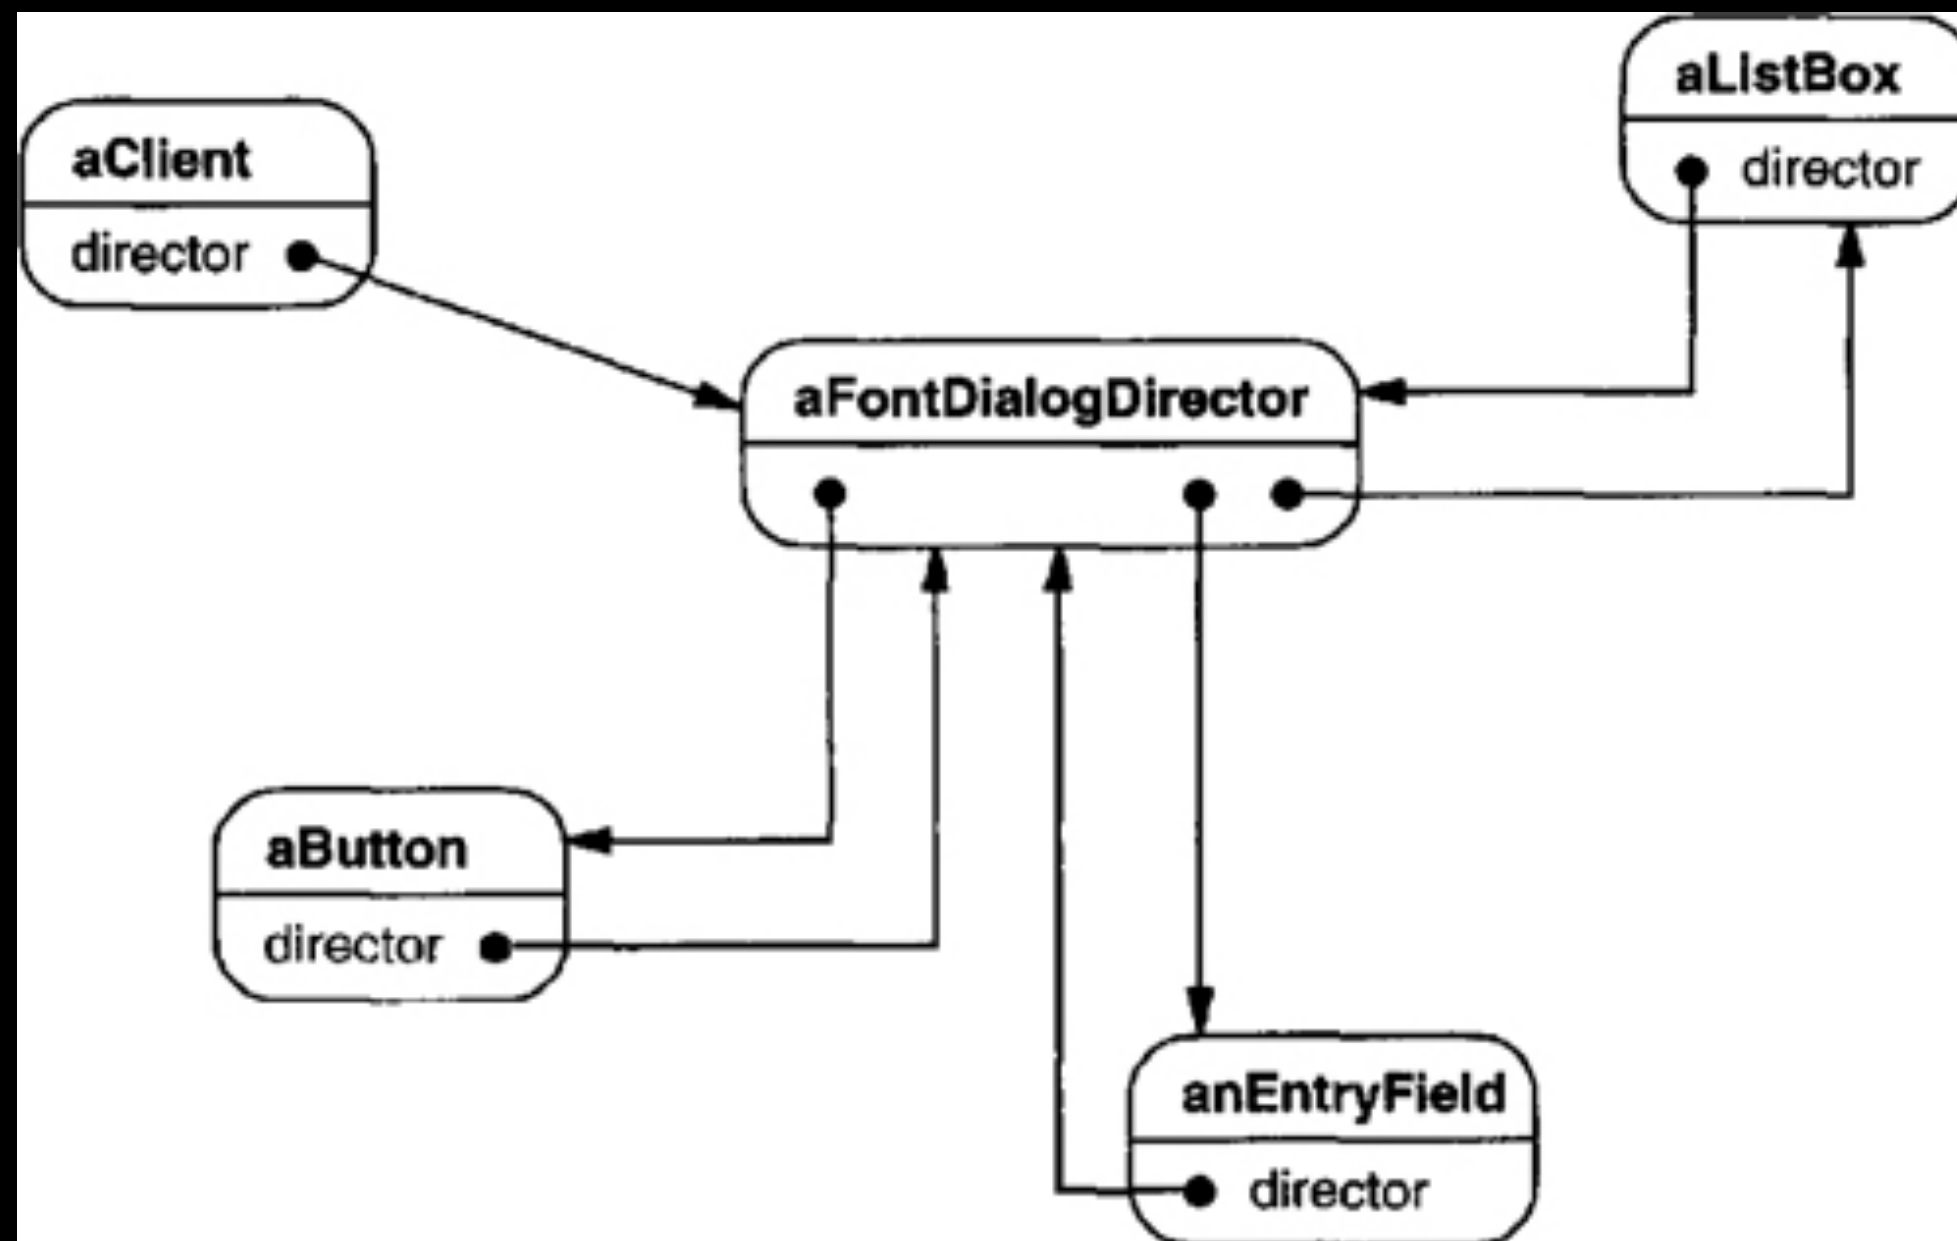 aListBox
director
aClient
director
aFontDialogDirector
aButton
director
anEntryField
director